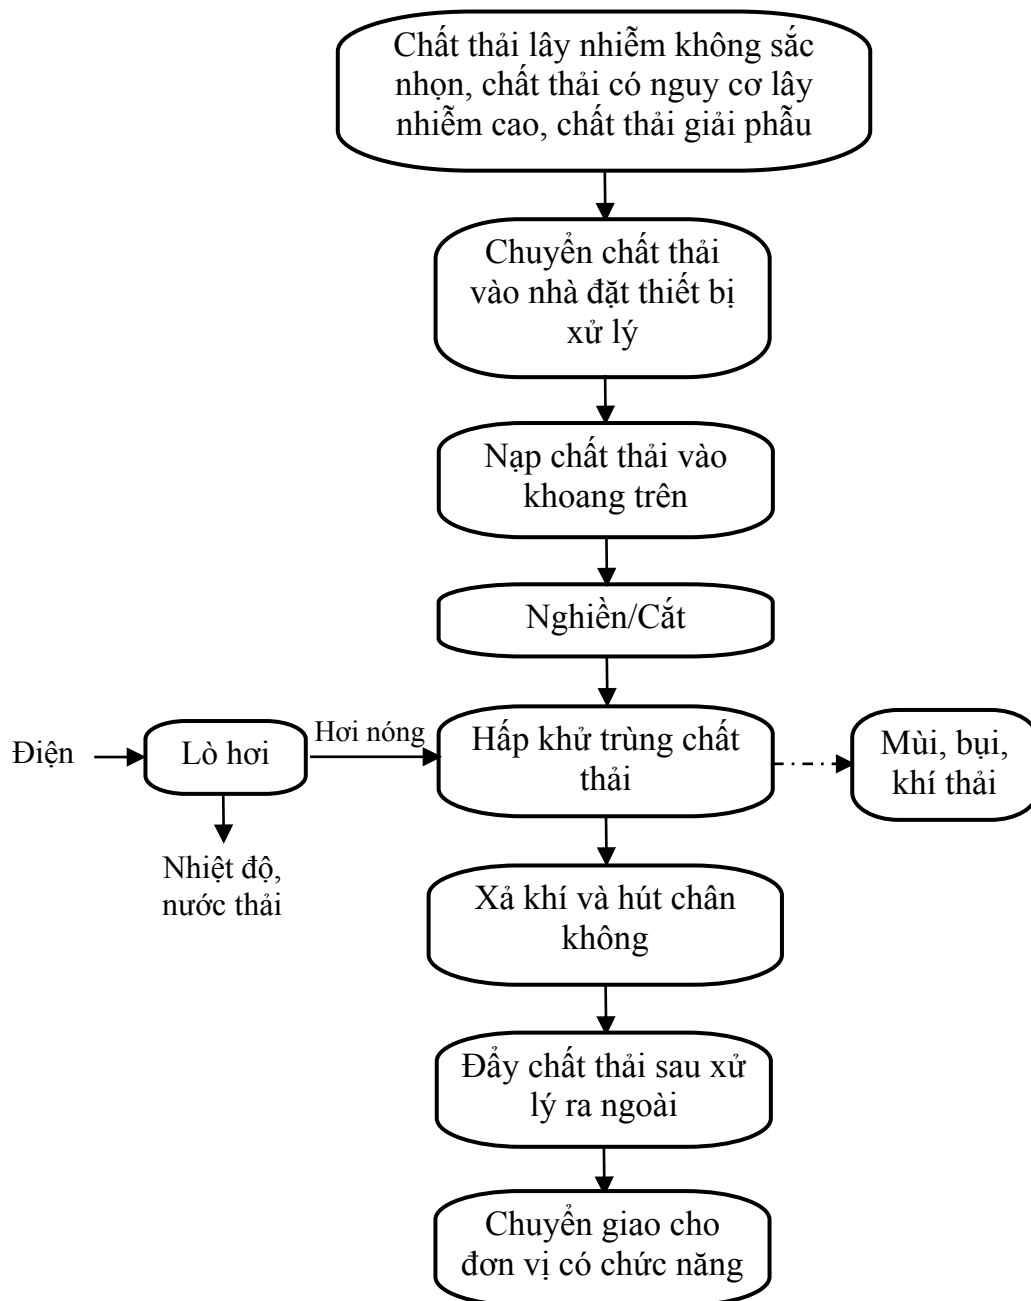 Chất thải lây nhiễm không sắc
nhọn, chất thải có nguy cơ lây
nhiễm cao, chất thải giải phẫu
Chuyển chất thải
vào nhà đặt thiết bị
xử lý
Nạp chất thải vào
khoang trên
Nghiền/Cắt
Điện
Lò hơi
Hơi nóng
Hấp khử trùng chất
thải
Mùi, bụi,
khí thải
Nhiệt độ,
nước thải
Xả khí và hút chân
không
Đẩy chất thải sau xử
lý ra ngoài
Chuyển giao cho
đơn vị có chức năng